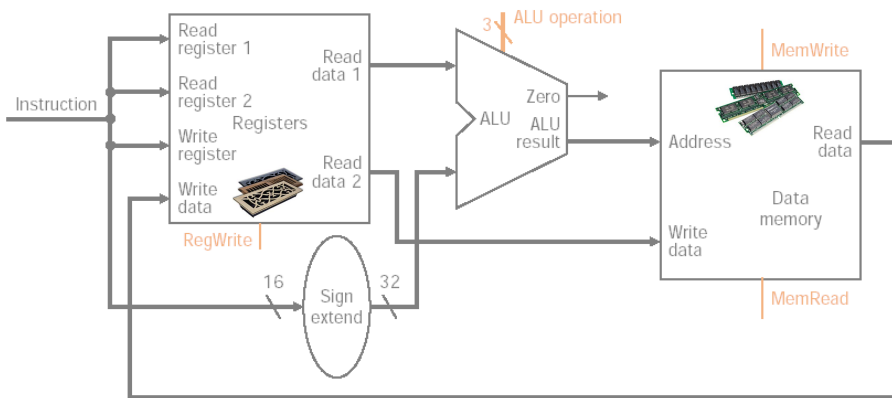 3
ALU operation
Read
register 1
Read
data 1
MemWrite
Read
register 2
Zero
Instruction
Registers
ALU
ALU
result
Write
register
Address
Read
data
Read
data 2
Write
data
Data
memory
RegWrite
Write
data
16
Sign
extend
32
MemRead